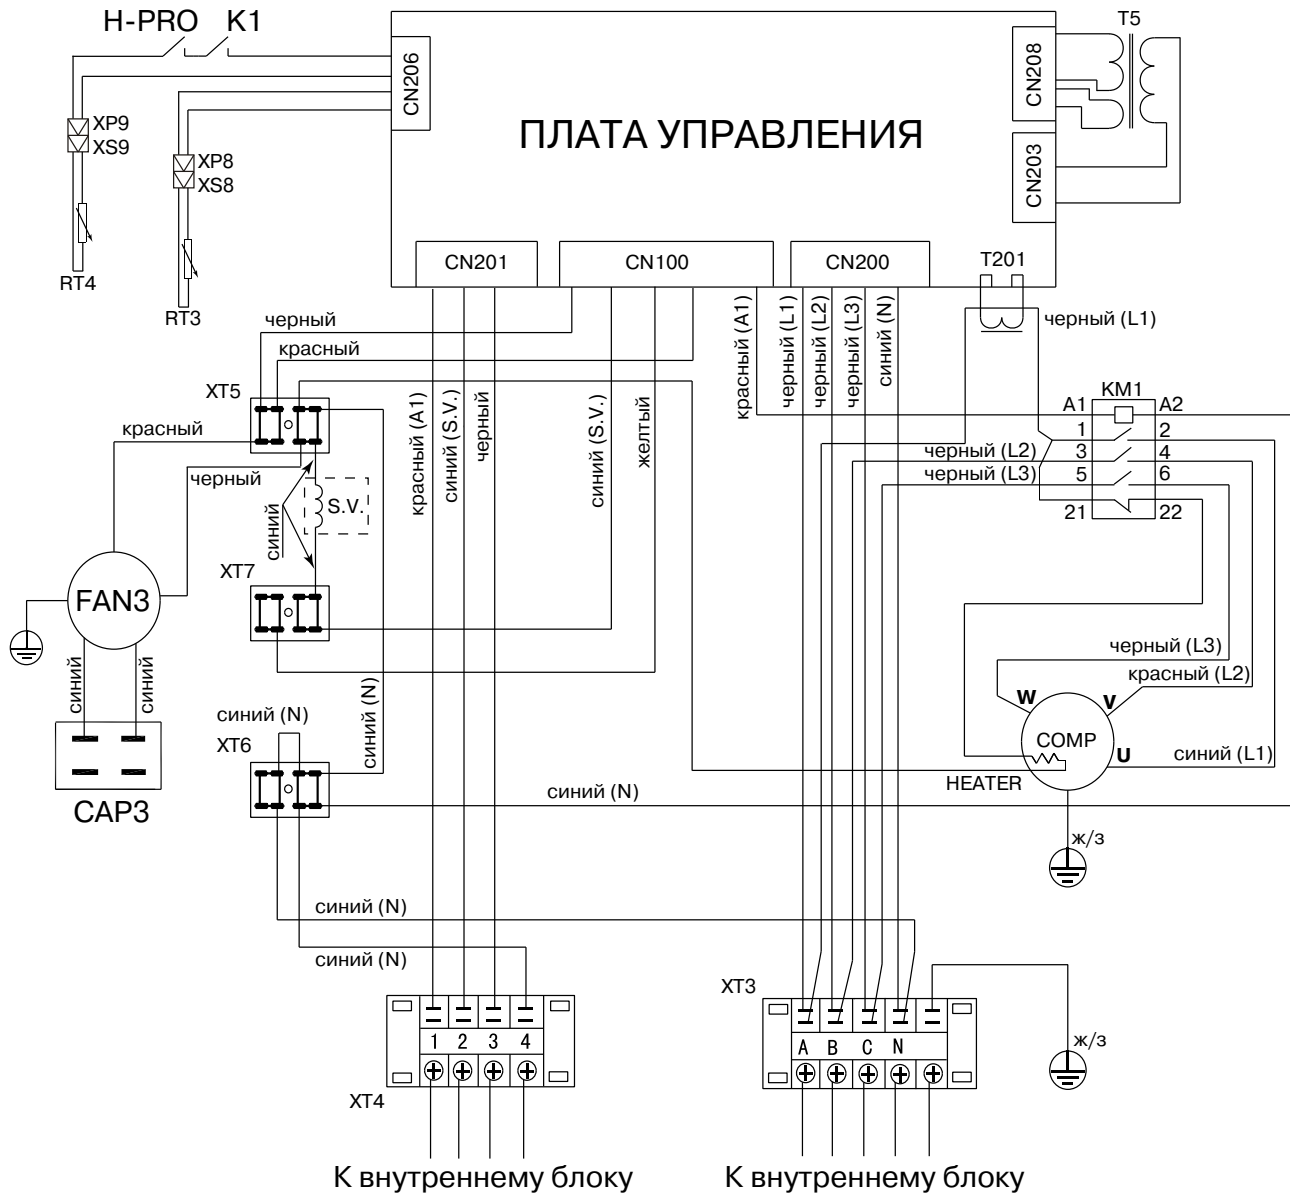 H-PRO K1
T5
CN206
CN208
XP9
XS9
ПЛАТА УПРАВЛЕНИЯ
XP8
XS8
CN203
RT4
RT3
CN201
CN100
CN200
T201
черный
красный
красный (A1)
черный (L1)
черный (L2)
черный (L3)
синий (N)
черный (L1)
XT5
красный
черный
красный (A1)
синий (S.V.)
черный
синий (S.V.)
желтый
KM1
A1
A2
1
2
черный (L2)
3
4
черный (L3)
5
6
21
22
S.V.
синий
XT7
FAN3
синий
синий
CAP3
синий (N)
XT6
синий (N)
синий (N)
черный (L3)
красный (L2)
W
V
COMP
U
синий (L1)
HEATER
ж/з
синий (N)
синий (N)
XT3
XT4
1 2 3 4
A B C N
ж/з
К внутреннему блоку
К внутреннему блоку